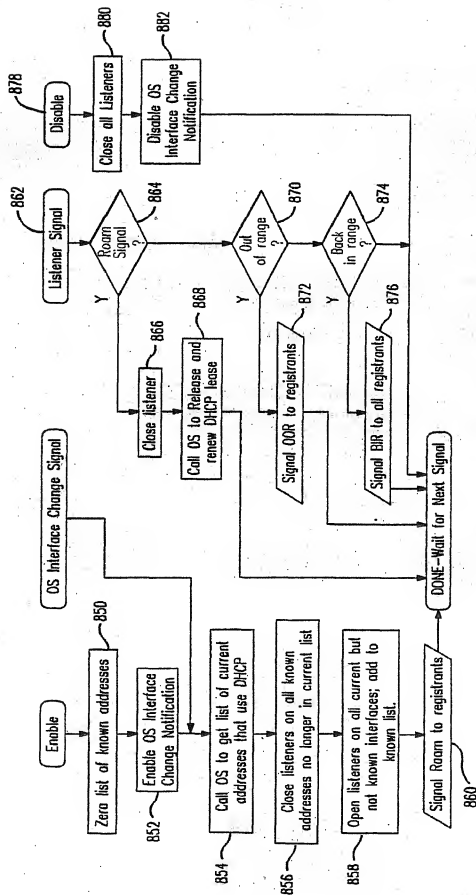 Enable
Zero list of known addresses
850
Enable OS Interface
Change Notification
852
OS Interface Change Signal
Call OS to get list of current
addresses that use DHCP
854
Close listeners on all known
addresses no longer in current list
856
Open listeners on all current but
not known interfaces; add to
known list.
858
Signal Roam to registrants
860
Listener Signal
862
Roam
Signal
?
864
Y
Close listener
866
Call OS to Release and
renew DHCP lease
868
Out
of range
?
870
Y
Signal OOR to registrants
872
Back
in range
?
874
Y
Signal BIR to all registrants
876
Disable
878
Close all Listeners
880
Disable OS
Interface Change
Notification
882
DONE-Wait for Next Signal